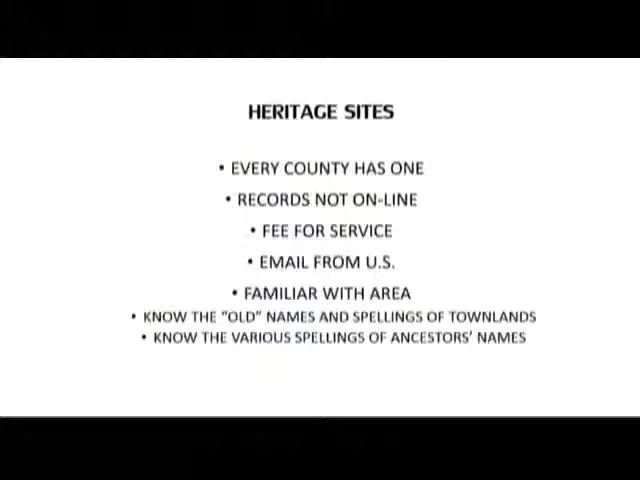 HERITAGE SITES
• EVERY COUNTY HAS ONE
• RECORDS NOT ON-LINE
• FEE FOR SERVICE
• EMAIL FROM U.S.
• FAMILIAR WITH AREA
• KNOW THE “OLD” NAMES AND SPELLINGS OF TOWNLANDS
• KNOW THE VARIOUS SPELLINGS OF ANCESTORS’ NAMES